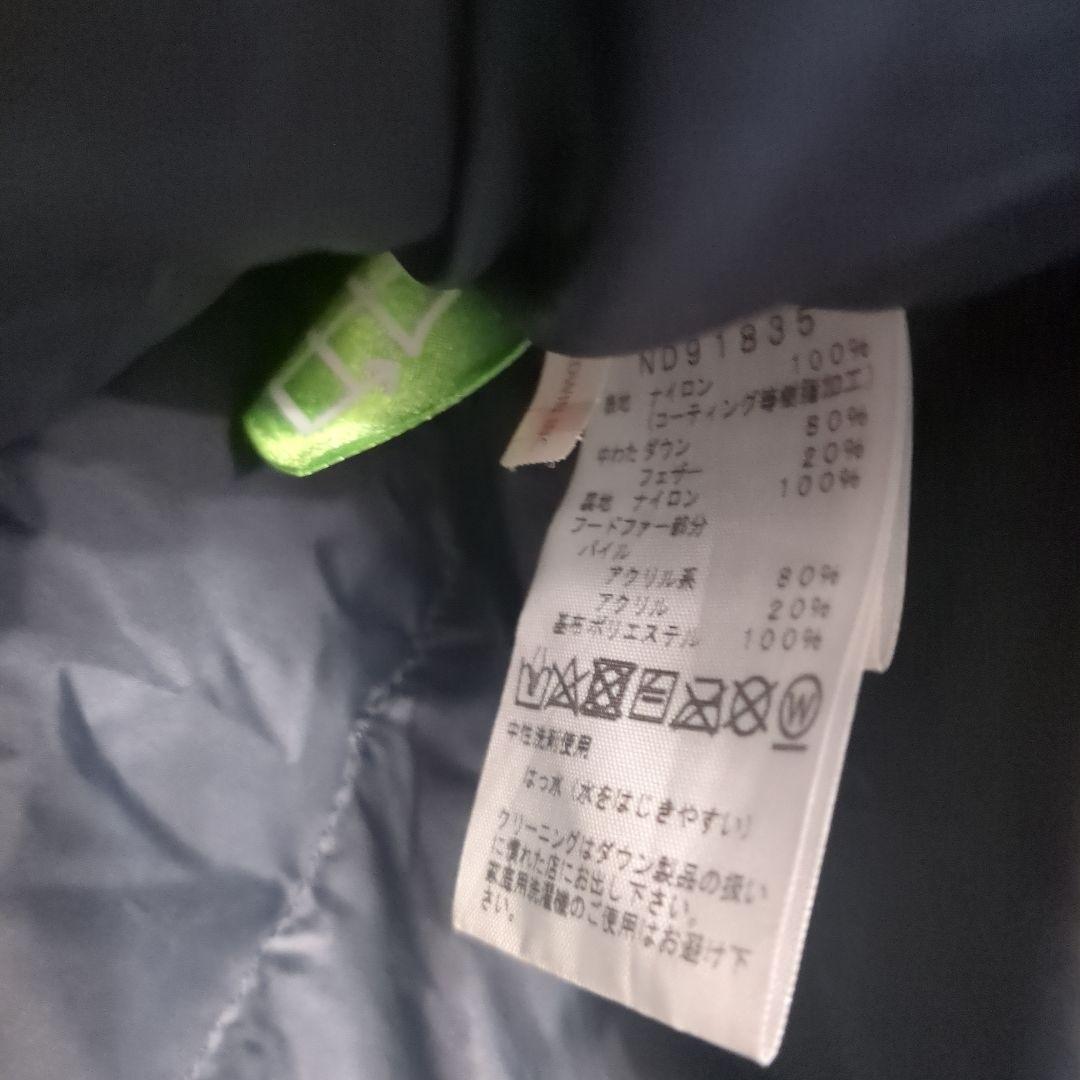 ND91835
表地 ナイロン 100%
(コーティング等樹脂加工)
中わた ダウン 80%
フェザー 20%
裏地 ナイロン 100%
フードファー部分
パイル
アクリル系 80%
アクリル 20%
基布 ポリエステル 100%
W
中性洗剤使用
はっ水(水をはじきやすい)
クリーニングはダウン製品の扱い
に慣れた店にお出し下さい。
家庭用洗濯機のご使用はお避け下
さい。